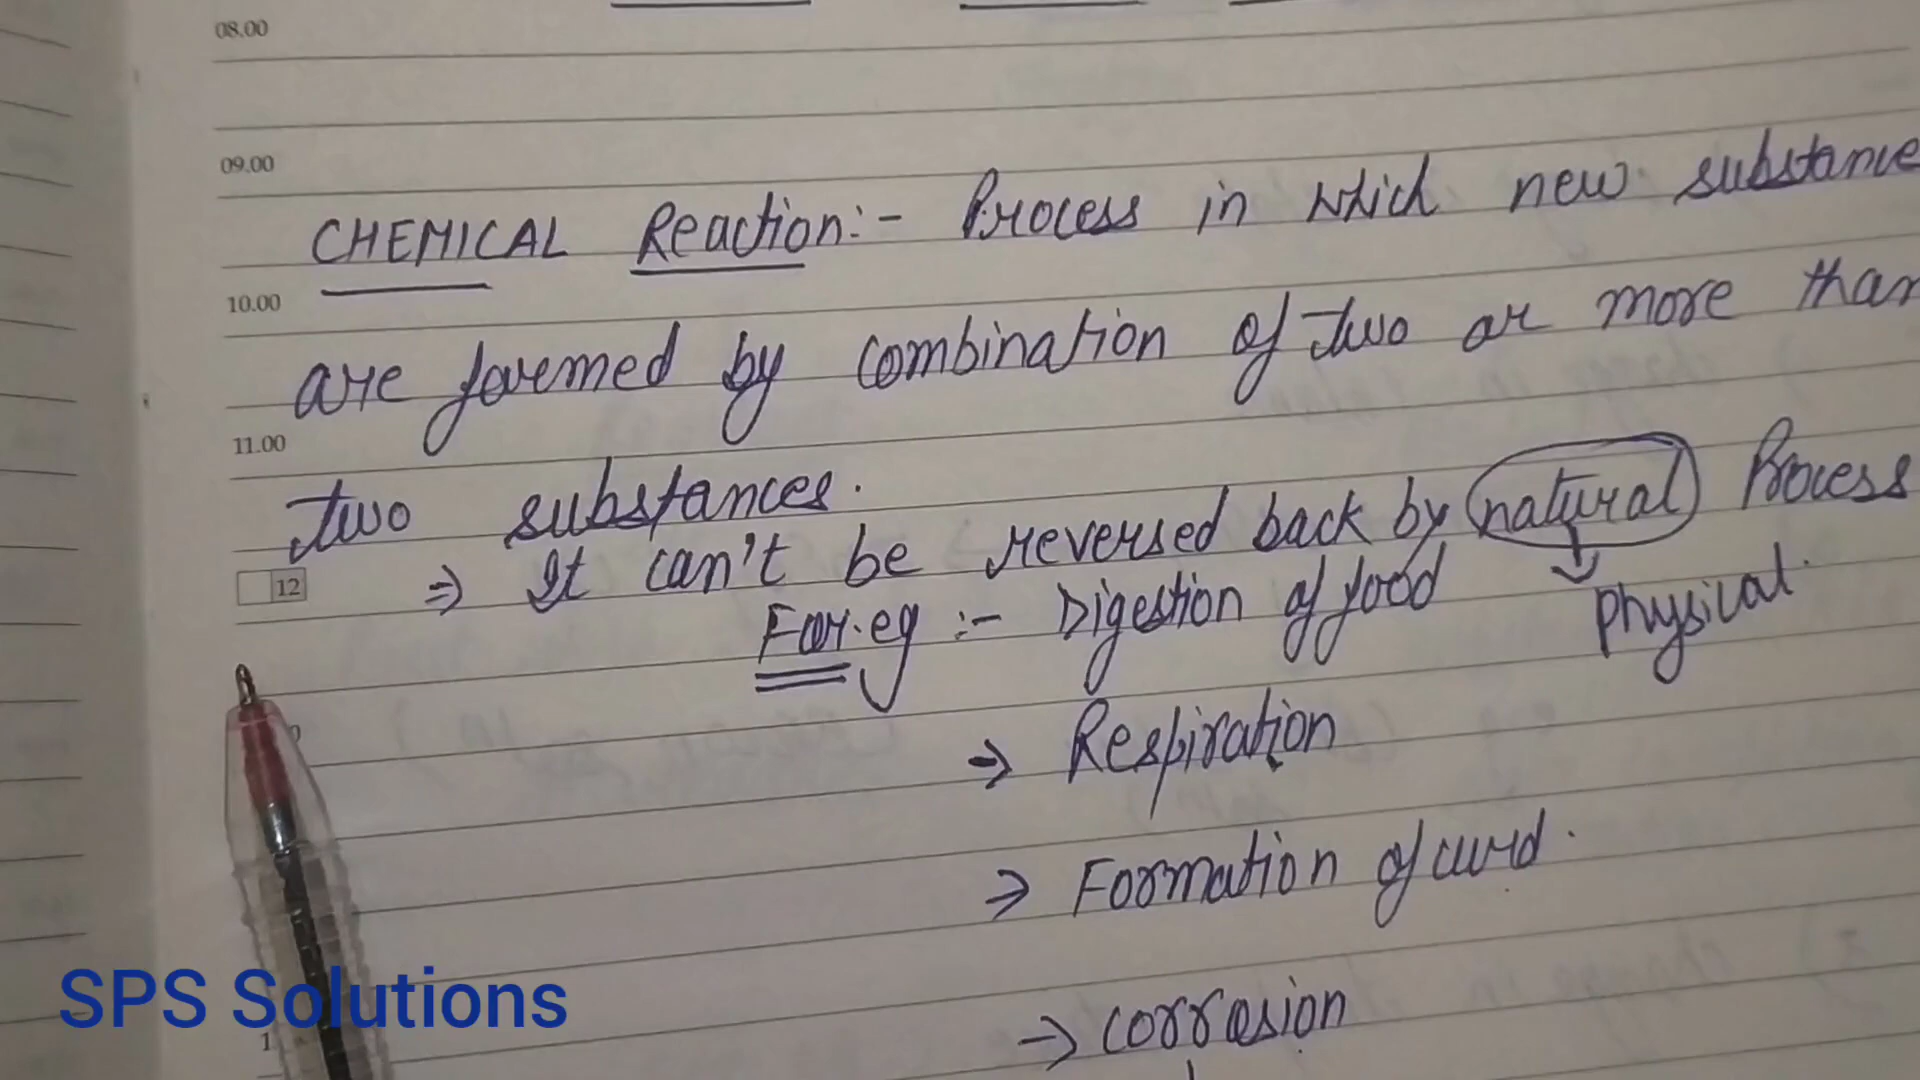 08.00
09.00
CHEMICAL Reaction:- Process in which new substance
10.00
are formed by combination of two or more than
11.00
two substances.
⇒ It can't be reversed back by natural Process
12
For.eg :- Digestion of food
Physical.
→ Respiration
→ Formation of curd.
→ corrosion
SPS Solutions